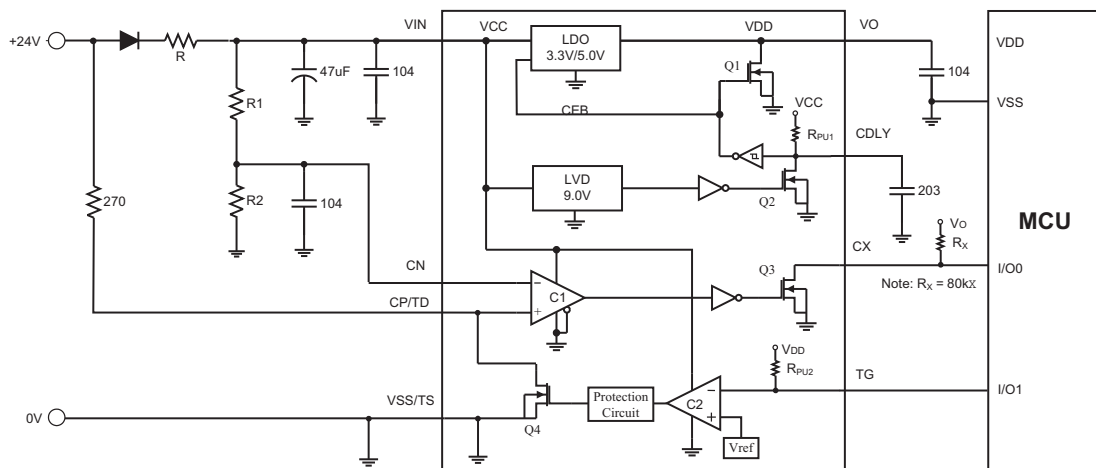 VIN
VCC
LDO
3.3V/5.0V
VDD
VO
MCU
+24V
R
47uF
104
Q1
104
VDD
VSS
R1
CEB
VCC
RPU1
CDLY
μ
270
R2
104
LVD
9.0V
Q2
203
VO
RX
CN
CX
Note: RX = 80kX
I/O0
CP/TD
C1
Q3
VDD
RPU2
TG
I/O1
VSS/TS
0V
Q4
Protection
Circuit
C2
Vref